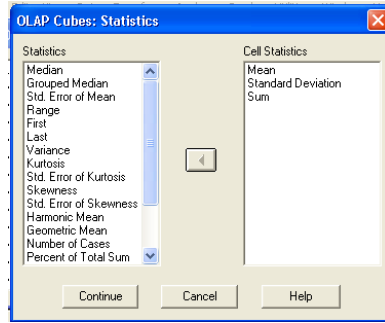 OLAP Cubes: Statistics
Statistics
Median
Grouped Median
Std. Error of Mean
Range
First
Last
Variance
Kurtosis
Std. Error of Kurtosis
Skewness
Std. Error of Skewness
Harmonic Mean
Geometric Mean
Number of Cases
Percent of Total Sum
Cell Statistics
Mean
Standard Deviation
Sum
Continue
Cancel
Help